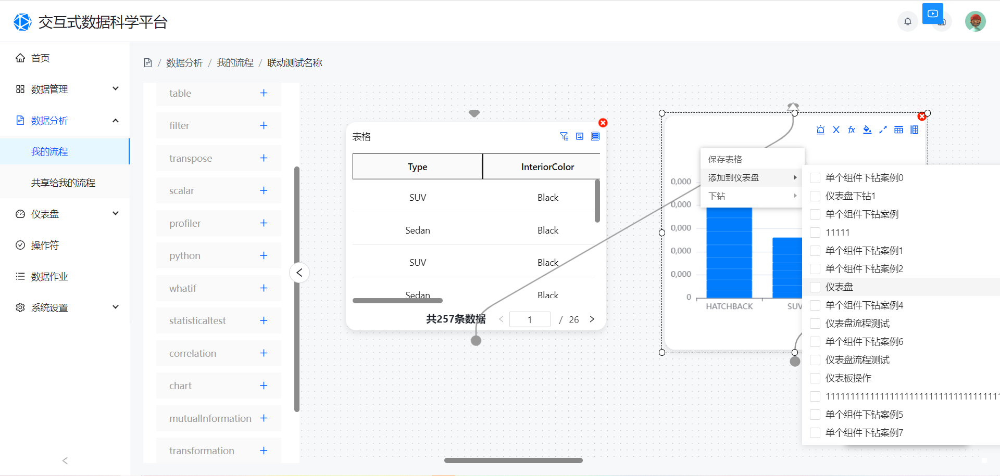 交互式数据科学平台
首页
数据管理
数据分析
我的流程
共享给我的流程
仪表盘
操作符
数据作业
系统设置
/ 数据分析 / 我的流程 / 联动测试名称
table
filter
transpose
scalar
profiler
python
whatif
statisticaltest
correlation
chart
mutualInformation
transformation
表格
Type InteriorColor
SUV Black
Sedan Black
SUV Black
Sedan Black
共257条数据 < 1 / 26 >
0,000
0,000
0,000
0,000
0,000
0
HATCHBACK SUV
保存表格
添加到仪表盘
下钻
单个组件下钻案例0
仪表盘下钻1
单个组件下钻案例
11111
单个组件下钻案例1
单个组件下钻案例2
仪表盘
单个组件下钻案例4
仪表盘流程测试
单个组件下钻案例6
仪表盘流程测试
仪表板操作
单个组件下钻案例5
单个组件下钻案例7